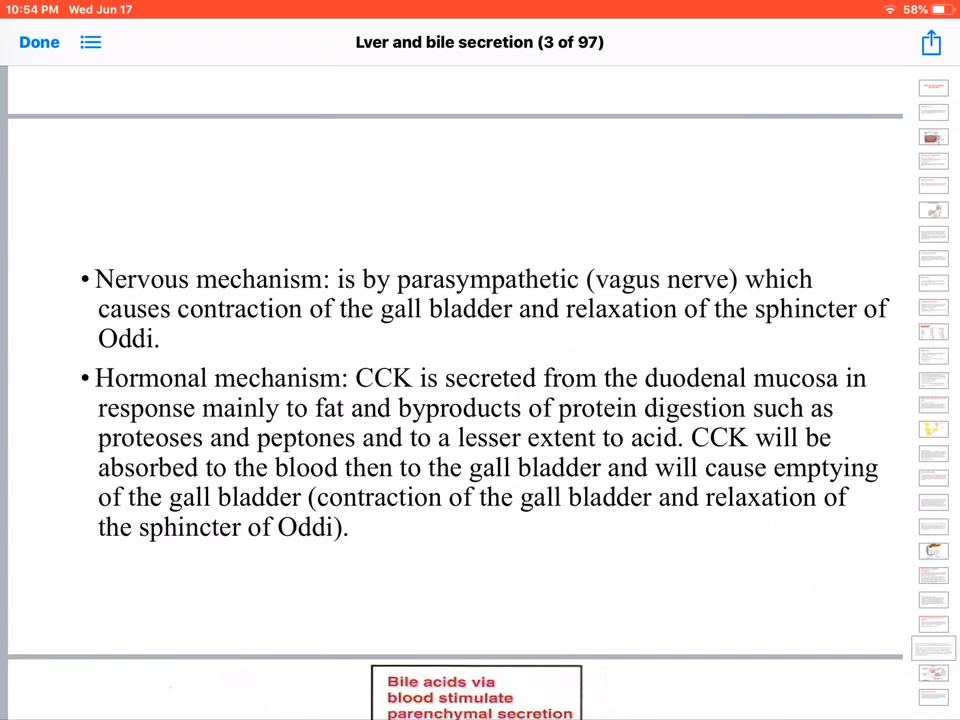 10:54 PM Wed Jun 17
58%
Done
Lver and bile secretion (3 of 97)
• Nervous mechanism: is by parasympathetic (vagus nerve) which
causes contraction of the gall bladder and relaxation of the sphincter of
Oddi.
• Hormonal mechanism: CCK is secreted from the duodenal mucosa in
response mainly to fat and byproducts of protein digestion such as
proteoses and peptones and to a lesser extent to acid. CCK will be
absorbed to the blood then to the gall bladder and will cause emptying
of the gall bladder (contraction of the gall bladder and relaxation of
the sphincter of Oddi).
Bile acids via
blood stimulate
parenchymal secretion